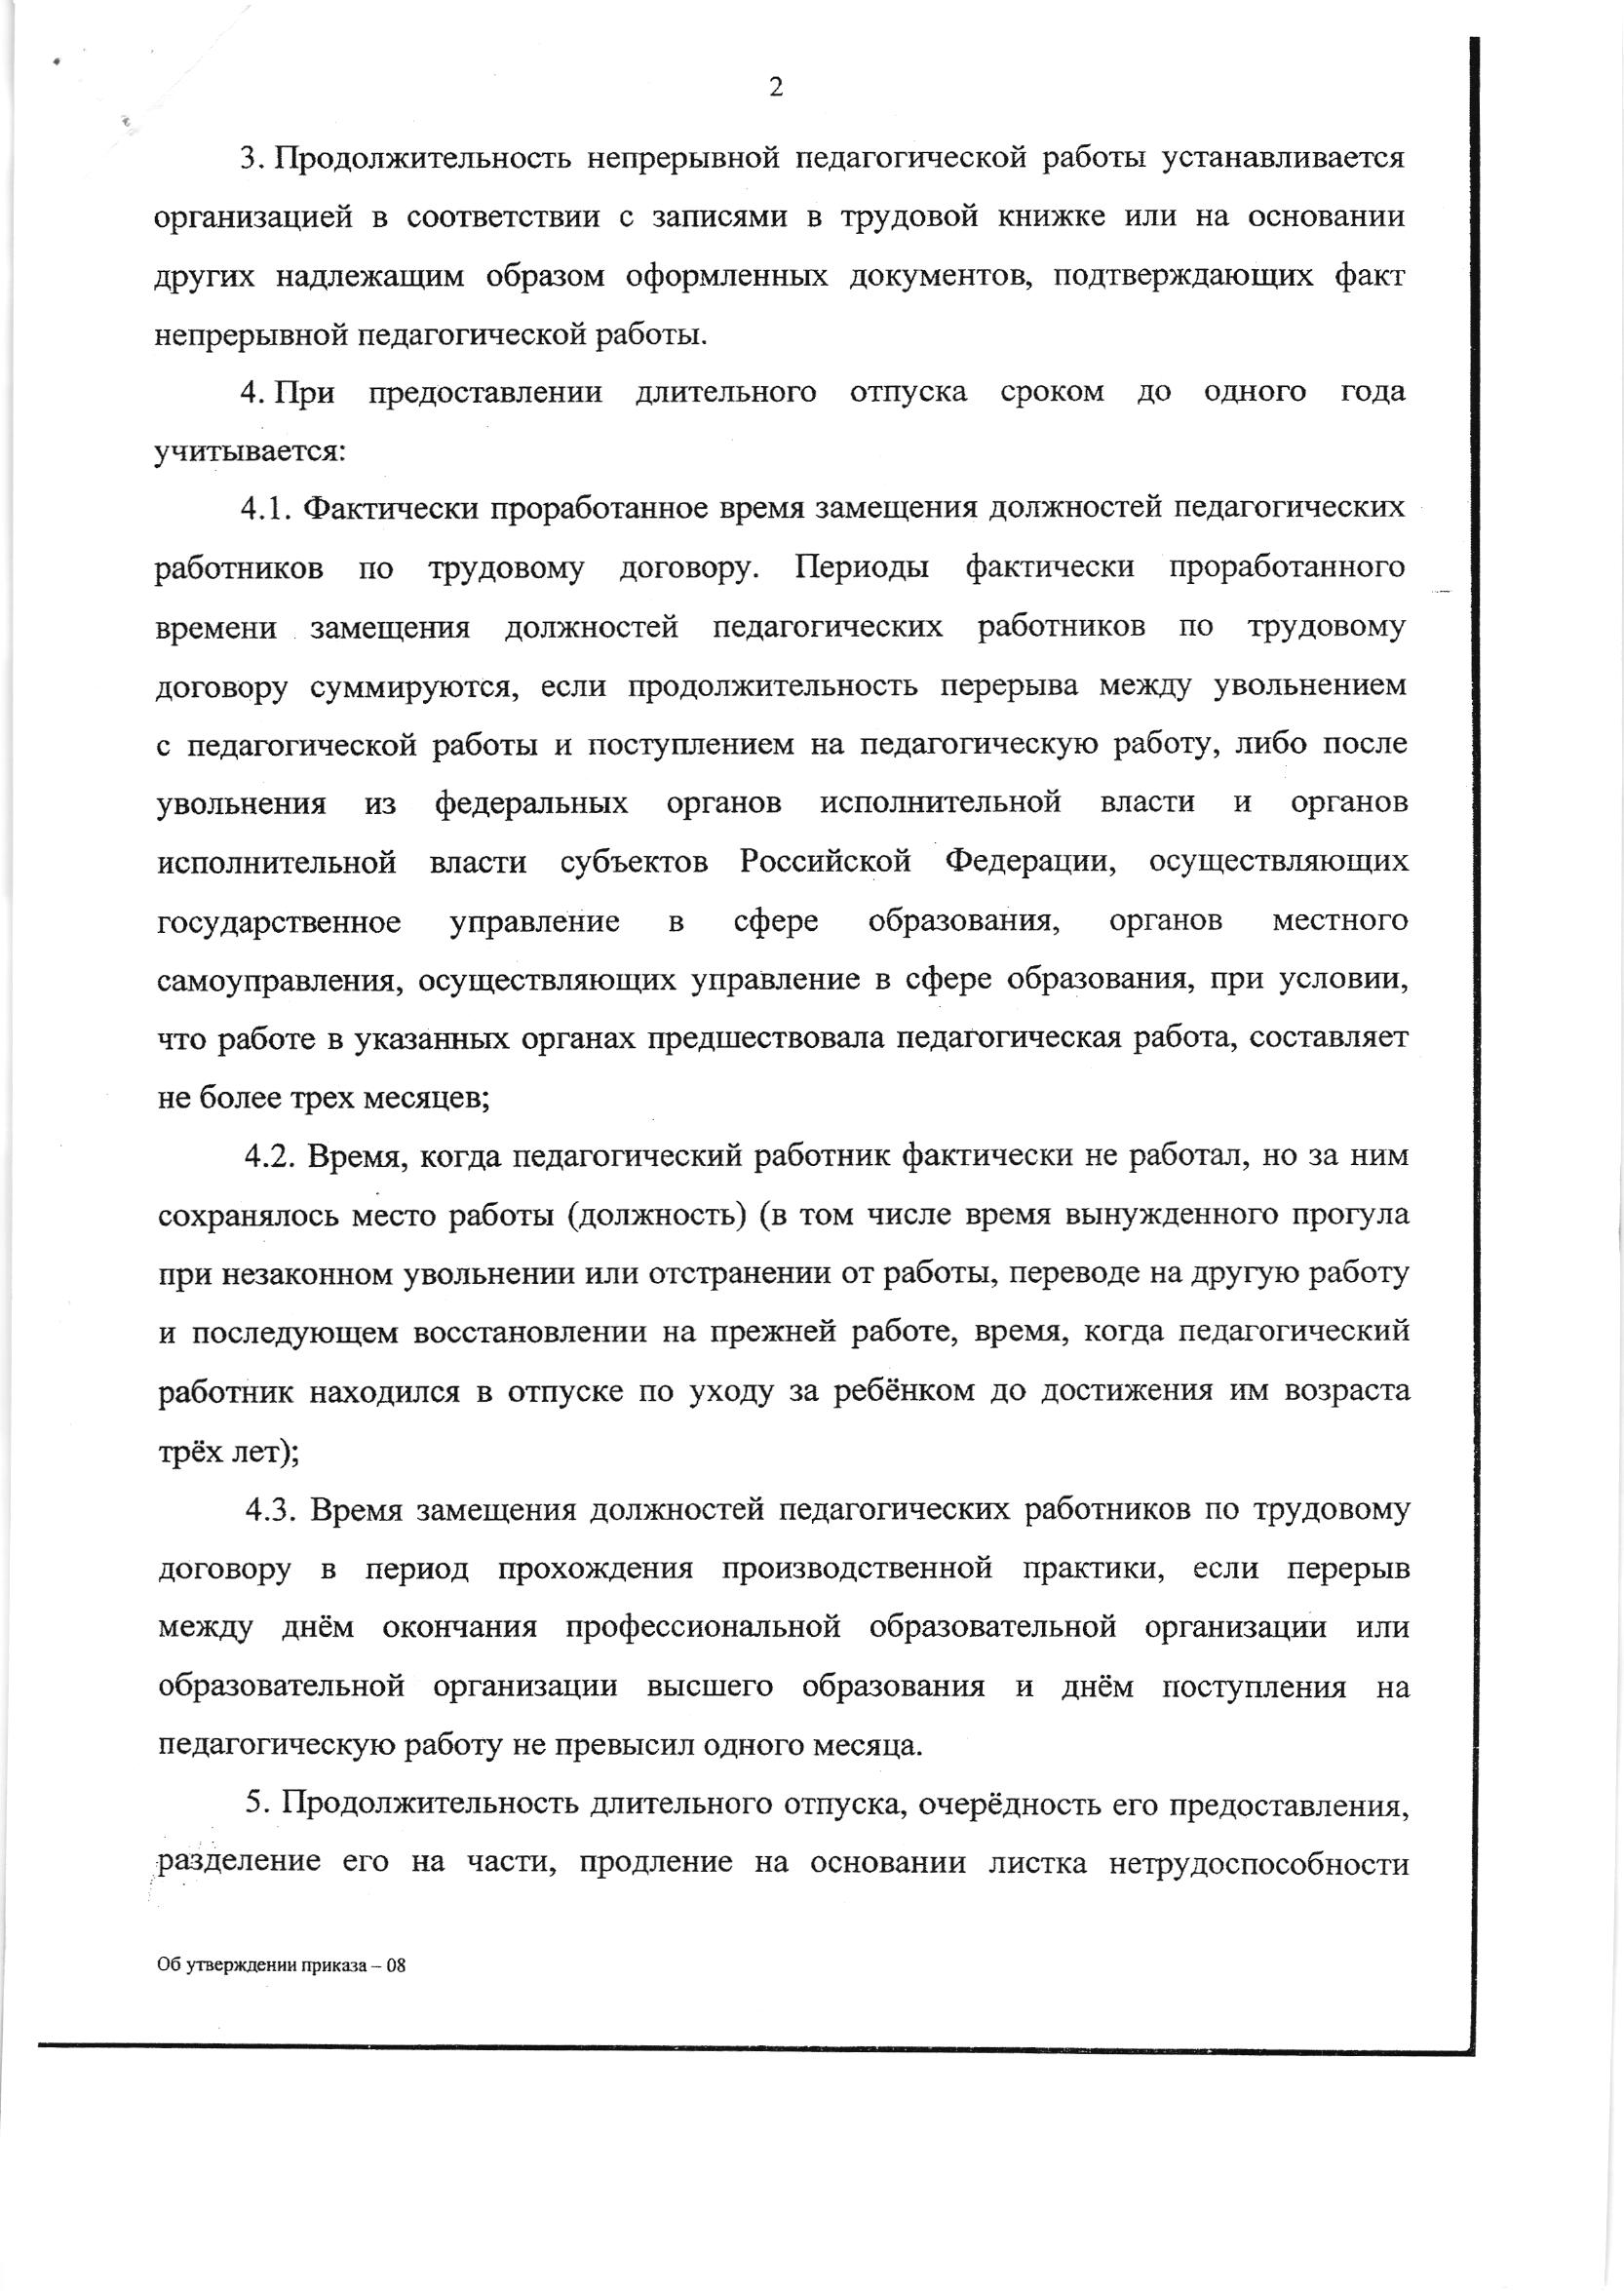 2
3. Продолжительность непрерывной педагогической работы устанавливается
организацией в соответствии с записями в трудовой книжке или на основании
других надлежащим образом оформленных документов, подтверждающих факт
непрерывной педагогической работы.
4. При предоставлении длительного отпуска сроком до одного года
учитывается:
4.1. Фактически проработанное время замещения должностей педагогических
работников по трудовому договору. Периоды фактически проработанного
времени замещения должностей педагогических работников по трудовому
договору суммируются, если продолжительность перерыва между увольнением
с педагогической работы и поступлением на педагогическую работу, либо после
увольнения из федеральных органов исполнительной власти и органов
исполнительной власти субъектов Российской Федерации, осуществляющих
государственное управление в сфере образования, органов местного
самоуправления, осуществляющих управление в сфере образования, при условии,
что работе в указанных органах предшествовала педагогическая работа, составляет
не более трех месяцев;
4.2. Время, когда педагогический работник фактически не работал, но за ним
сохранялось место работы (должность) (в том числе время вынужденного прогула
при незаконном увольнении или отстранении от работы, переводе на другую работу
и последующем восстановлении на прежней работе, время, когда педагогический
работник находился в отпуске по уходу за ребёнком до достижения им возраста
трёх лет);
4.3. Время замещения должностей педагогических работников по трудовому
договору в период прохождения производственной практики, если перерыв
между днём окончания профессиональной образовательной организации или
образовательной организации высшего образования и днём поступления на
педагогическую работу не превысил одного месяца.
5. Продолжительность длительного отпуска, очерёдность его предоставления,
разделение его на части, продление на основании листка нетрудоспособности
Об утверждении приказа – 08